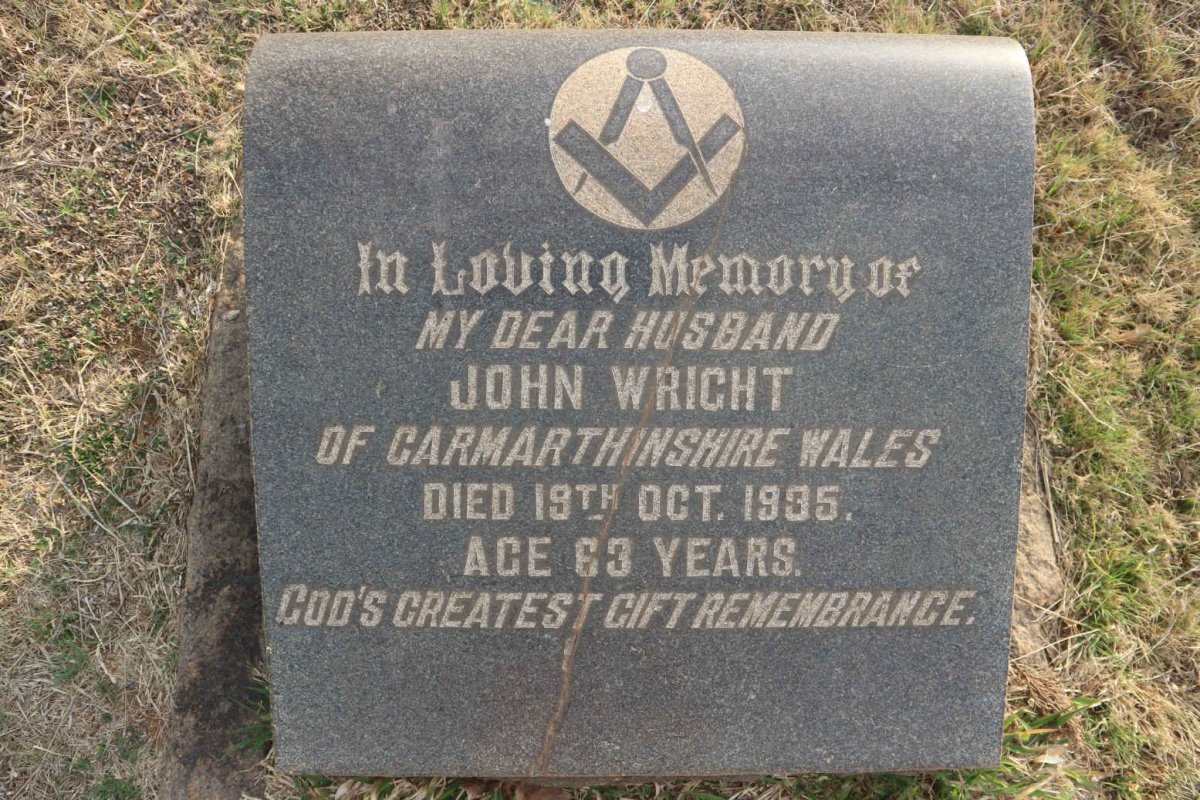 In Loving Memory of
MY DEAR HUSBAND
JOHN WRIGHT
OF CARMARTHINSHIRE WALES
DIED 19TH OCT. 1935.
AGE 63 YEARS.
GOD'S GREATEST GIFT REMEMBRANCE.